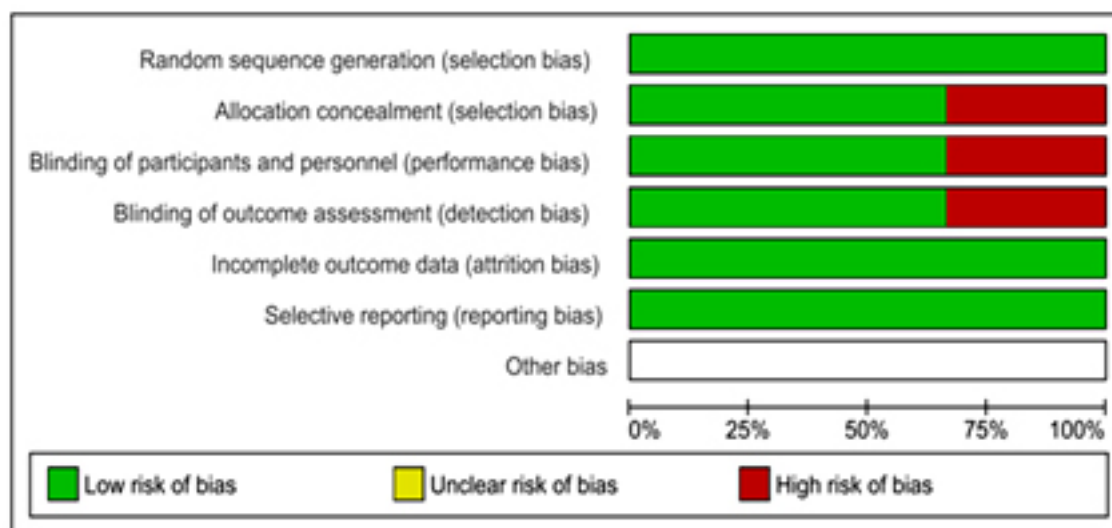 Random sequence generation (selection bias)
Allocation concealment (selection bias)
Blinding of participants and personnel (performance bias)
Blinding of outcome assessment (detection bias)
Incomplete outcome data (attrition bias)
Selective reporting (reporting bias)
Other bias
0% 25% 50% 75% 100%
Low risk of bias Unclear risk of bias High risk of bias